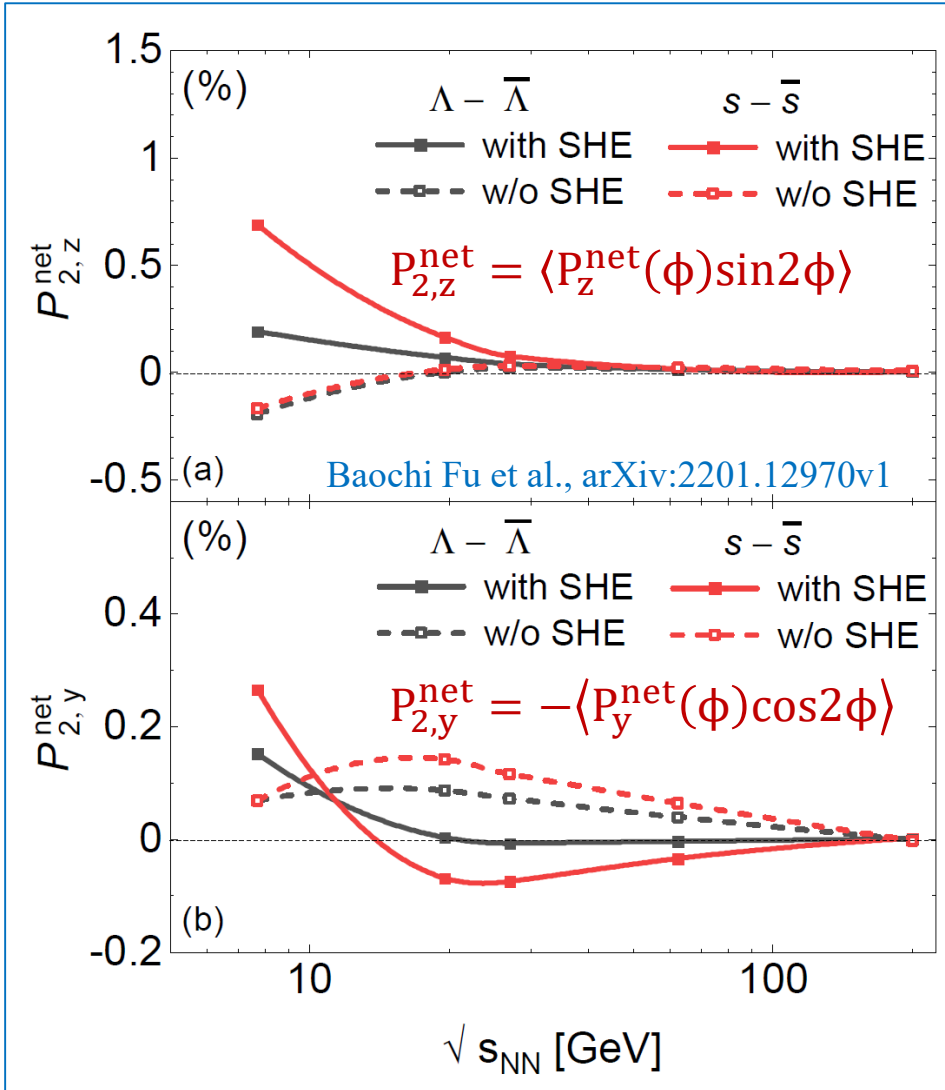 1.5
(%)
Λ – Λ̅ s – s̅
with SHE with SHE
1
w/o SHE w/o SHE
P^net_2,z
0.5
P^net_2,z = ⟨P^net_z(ϕ)sin2ϕ⟩
0
(a)
-0.5
Baochi Fu et al., arXiv:2201.12970v1
(%)
Λ – Λ̅ s – s̅
with SHE with SHE
0.4
w/o SHE w/o SHE
P^net_2,y
0.2
P^net_2,y = −⟨P^net_y(ϕ)cos2ϕ⟩
0
(b)
-0.2
10 100
√ s_NN [GeV]